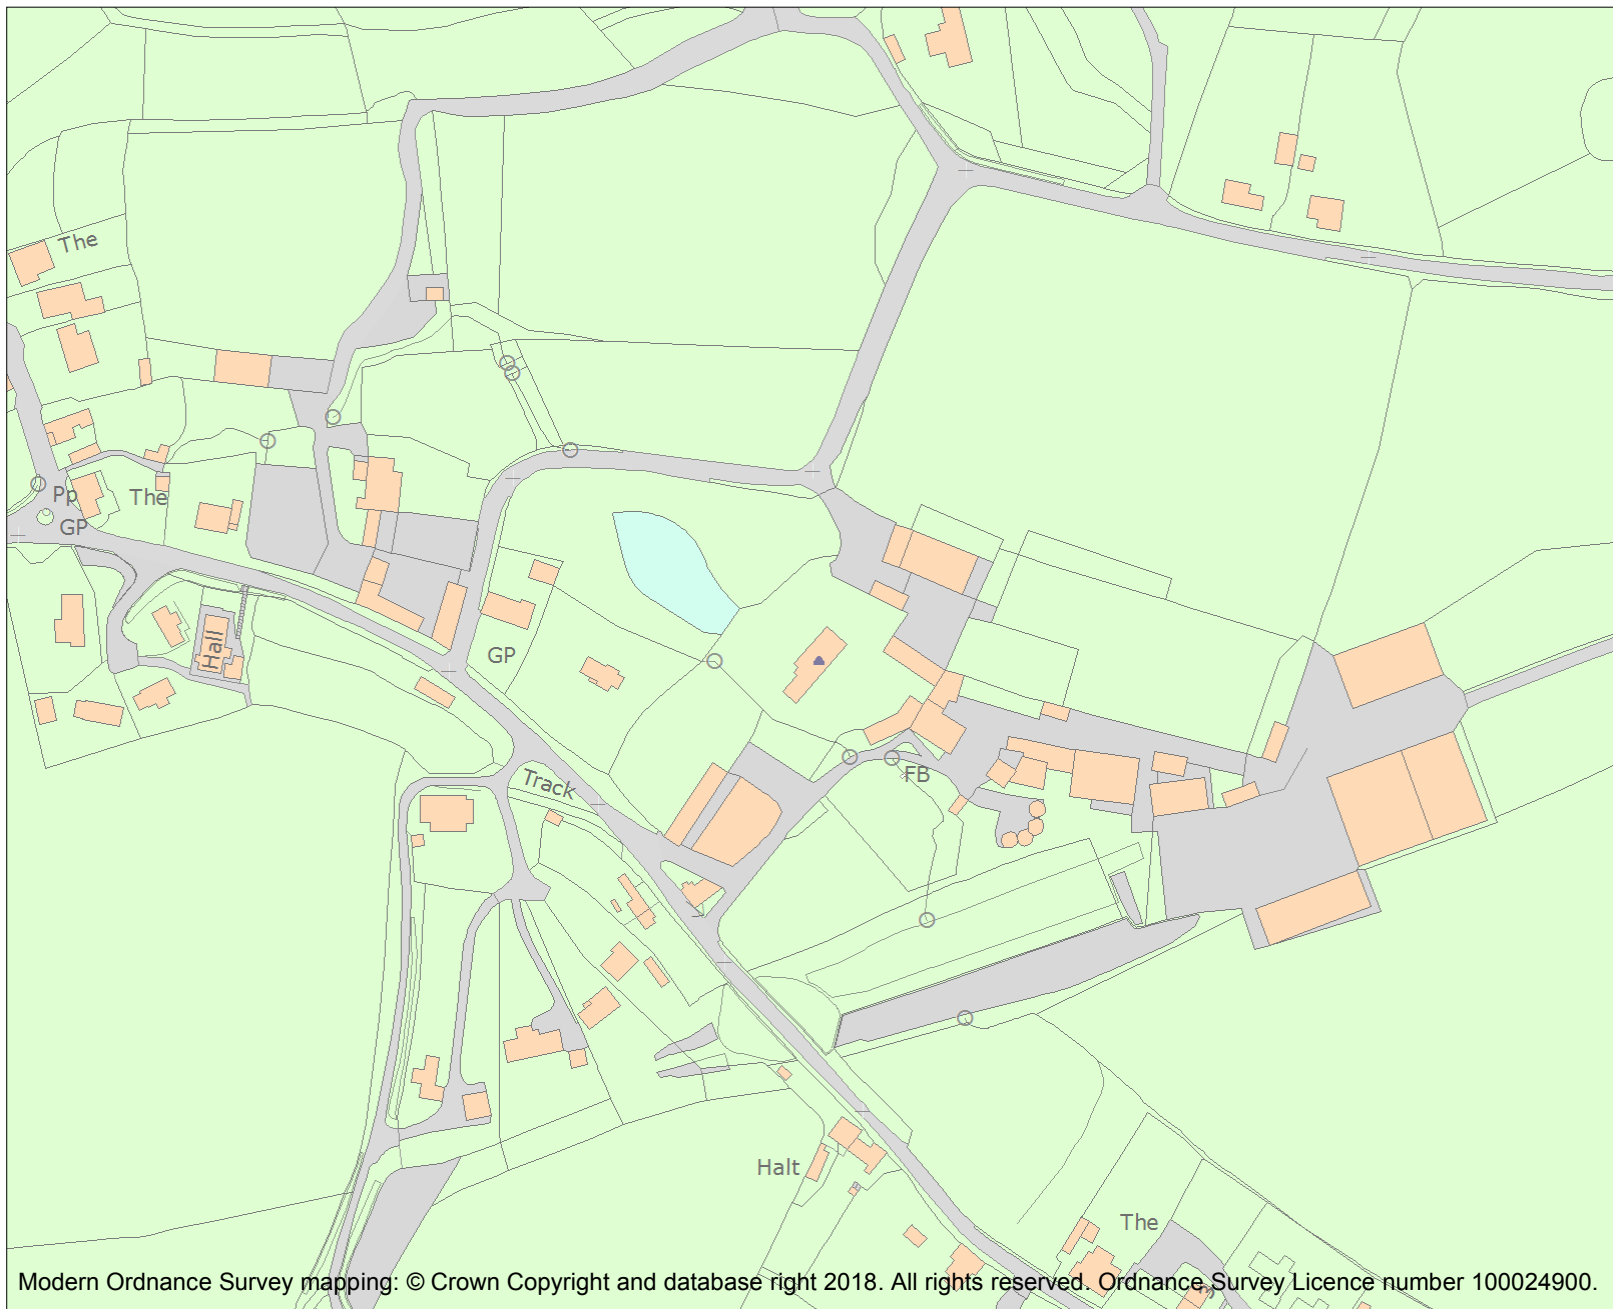 The
Pp
The
GP
Hall
GP
Track
FB
Halt
The
Modern Ordnance Survey mapping: © Crown Copyright and database right 2018. All rights reserved. Ordnance Survey Licence number 100024900.